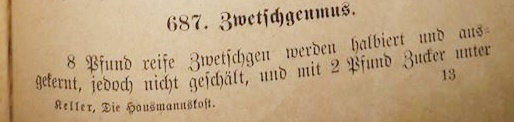 687. Zwetschgenmus.
8 Pfund reife Zwetschgen werden halbiert und aus-
gekernt, jedoch nicht geschält, und mit 2 Pfund Zucker unter
Keller, Die Hausmannskost.
13